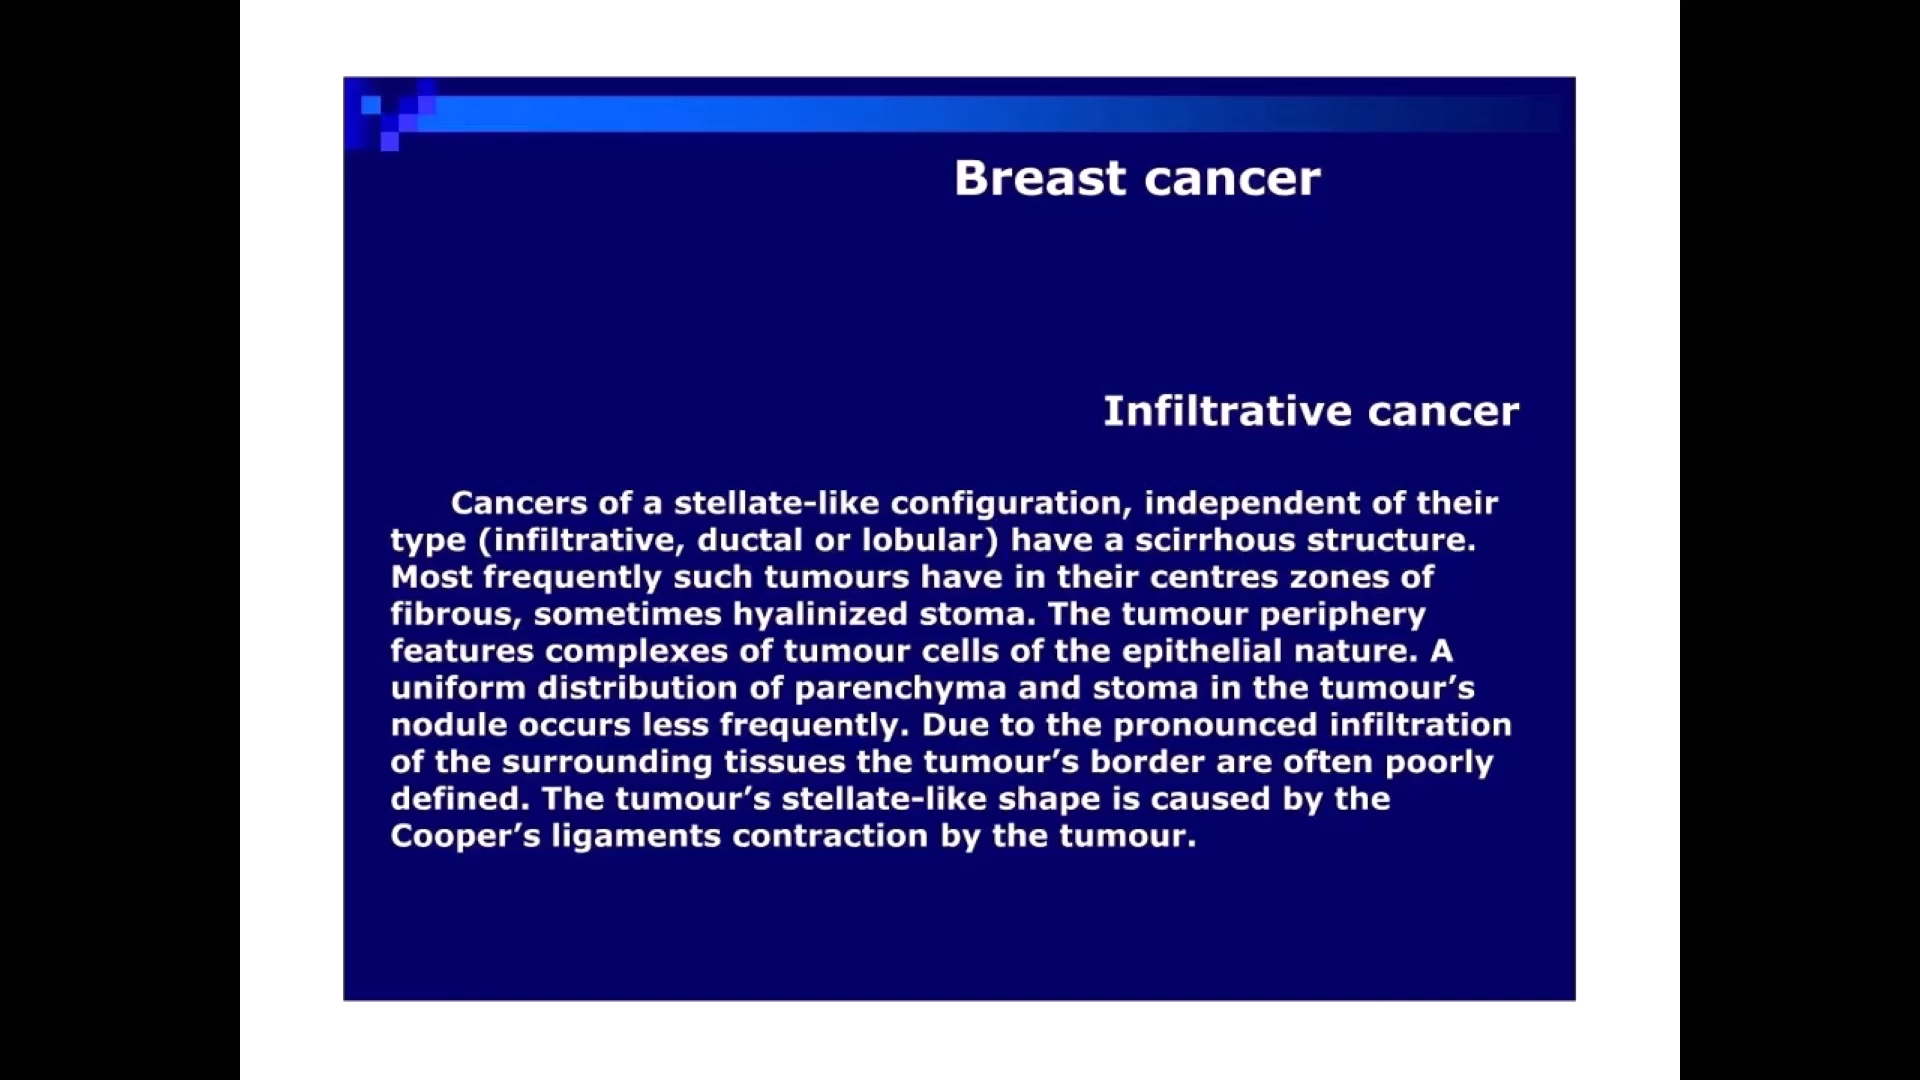 Breast cancer
Infiltrative cancer
Cancers of a stellate-like configuration, independent of their
type (infiltrative, ductal or lobular) have a scirrhous structure.
Most frequently such tumours have in their centres zones of
fibrous, sometimes hyalinized stoma. The tumour periphery
features complexes of tumour cells of the epithelial nature. A
uniform distribution of parenchyma and stoma in the tumour’s
nodule occurs less frequently. Due to the pronounced infiltration
of the surrounding tissues the tumour’s border are often poorly
defined. The tumour’s stellate-like shape is caused by the
Cooper’s ligaments contraction by the tumour.